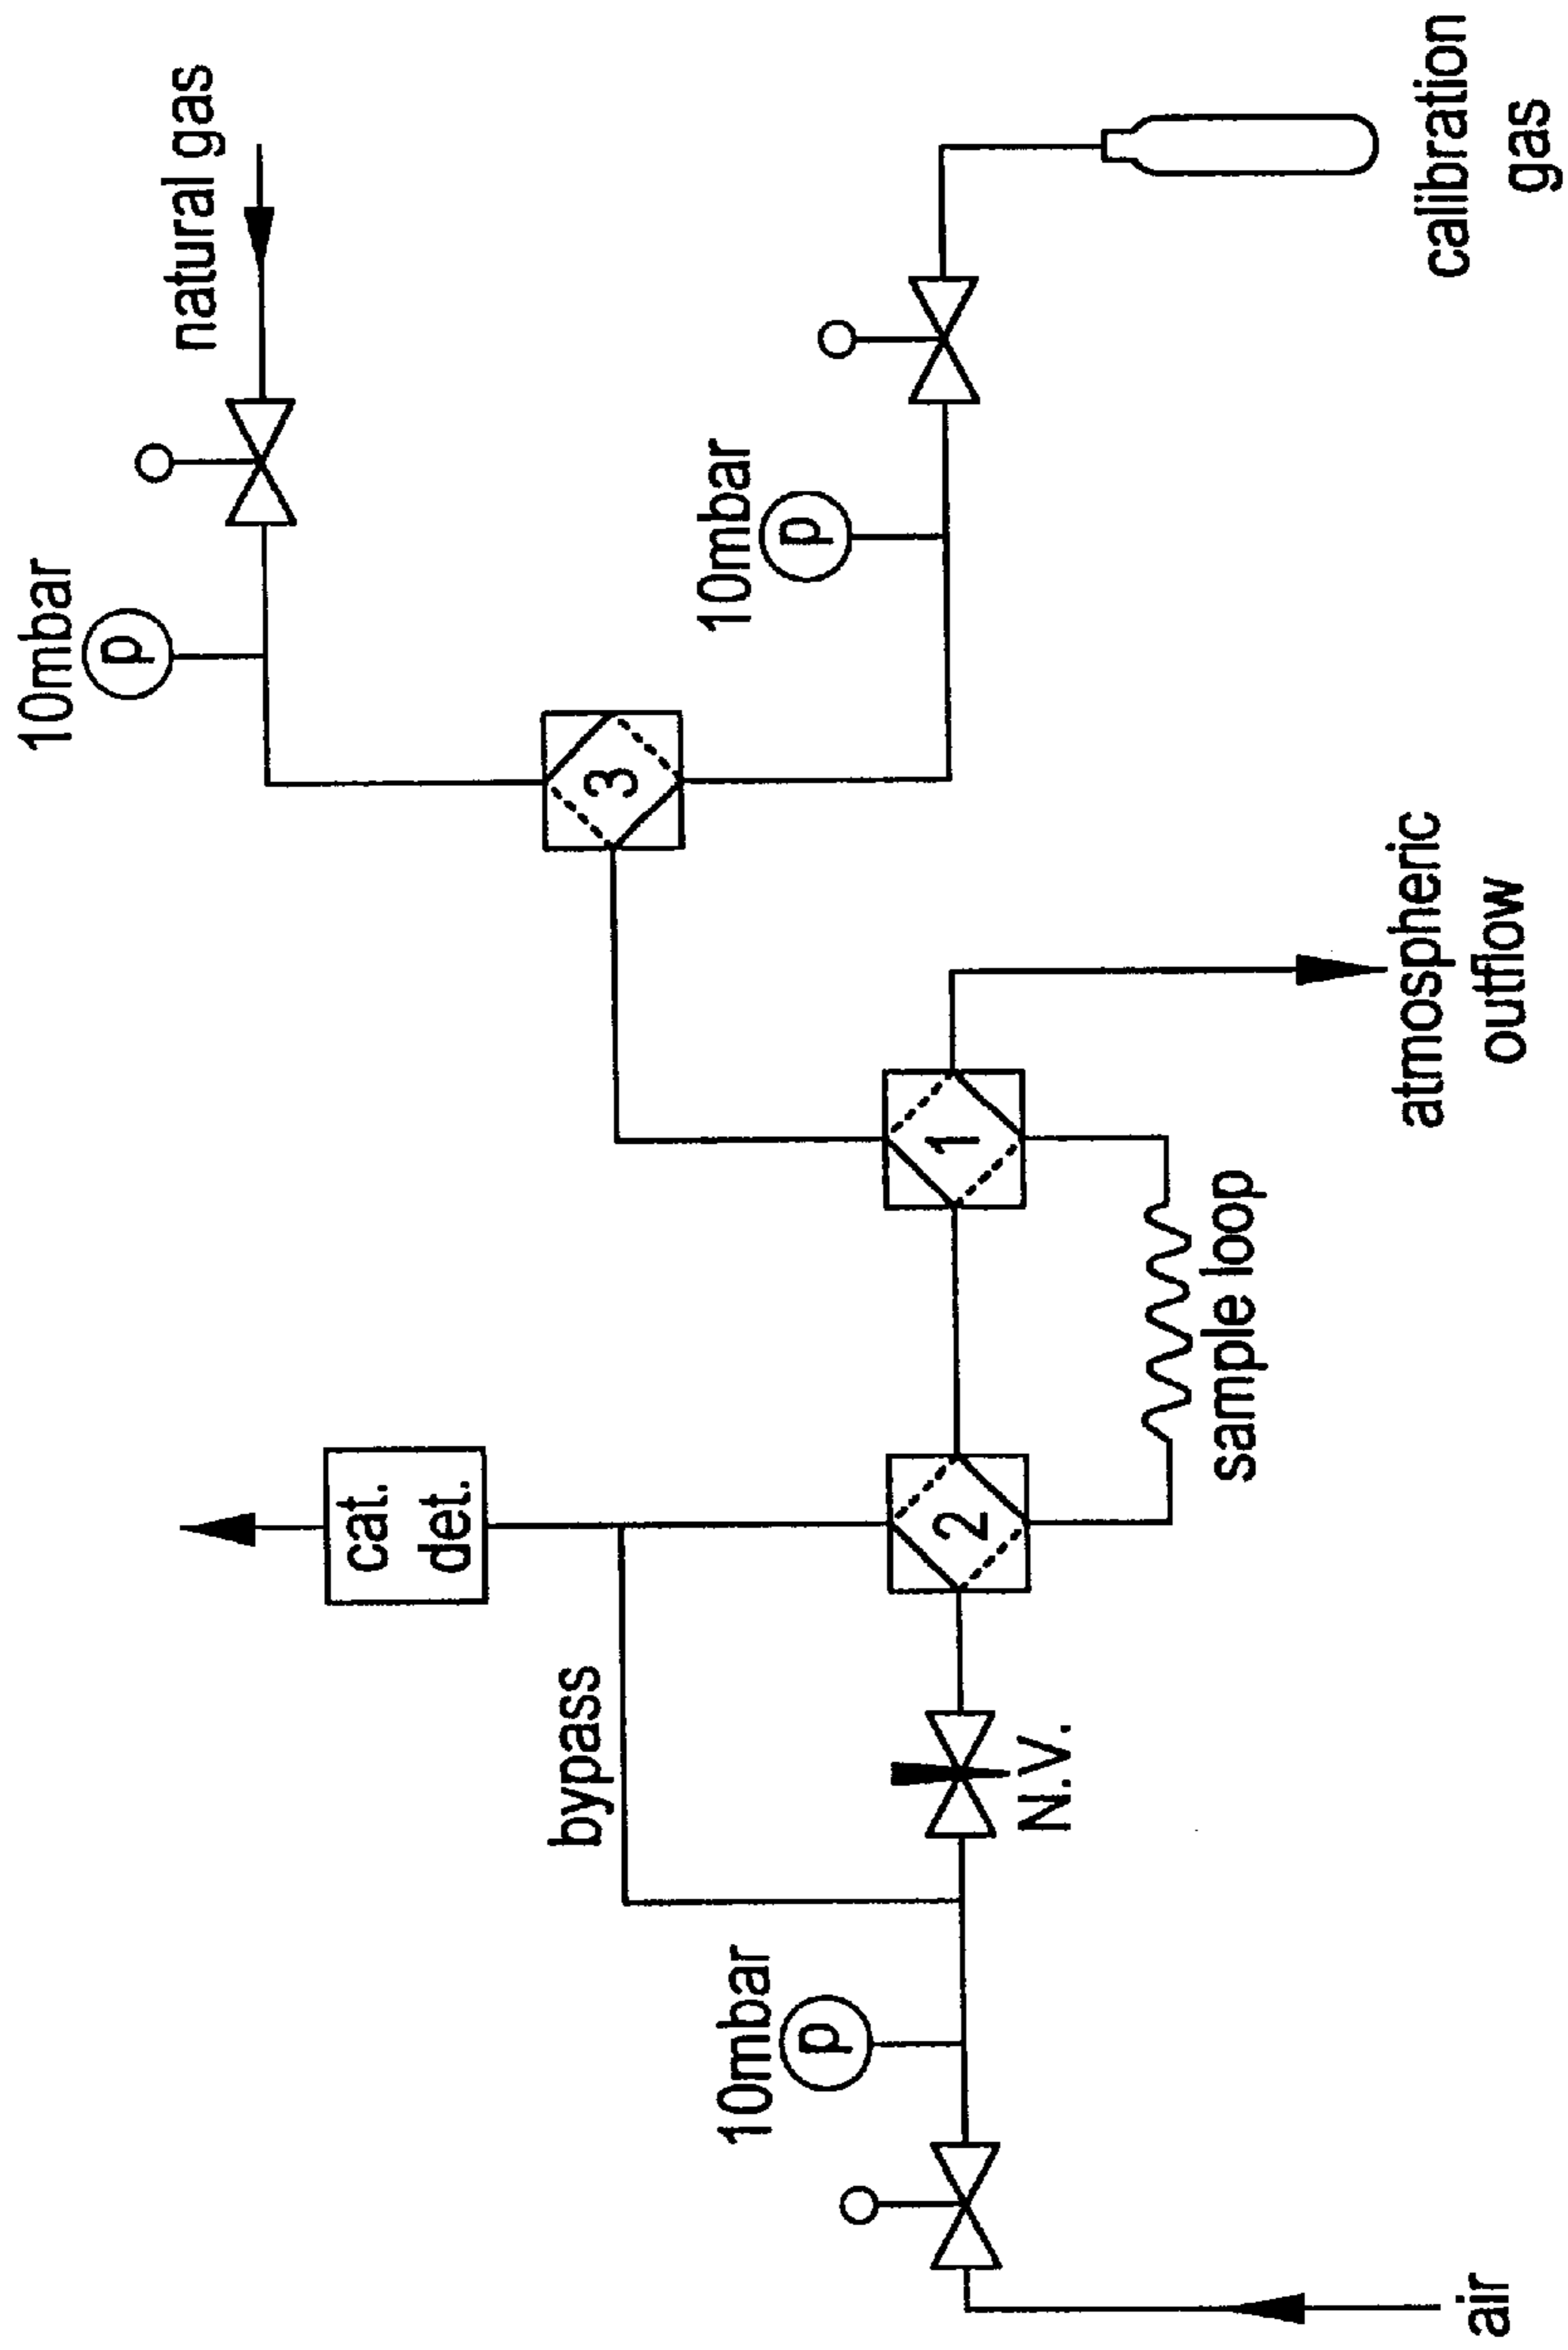 10mbar
p
natural gas
cat.
det.
bypass
3
10mbar
p
10mbar
p
2
1
N.V.
sample loop
atmospheric
outflow
calibration
gas
air